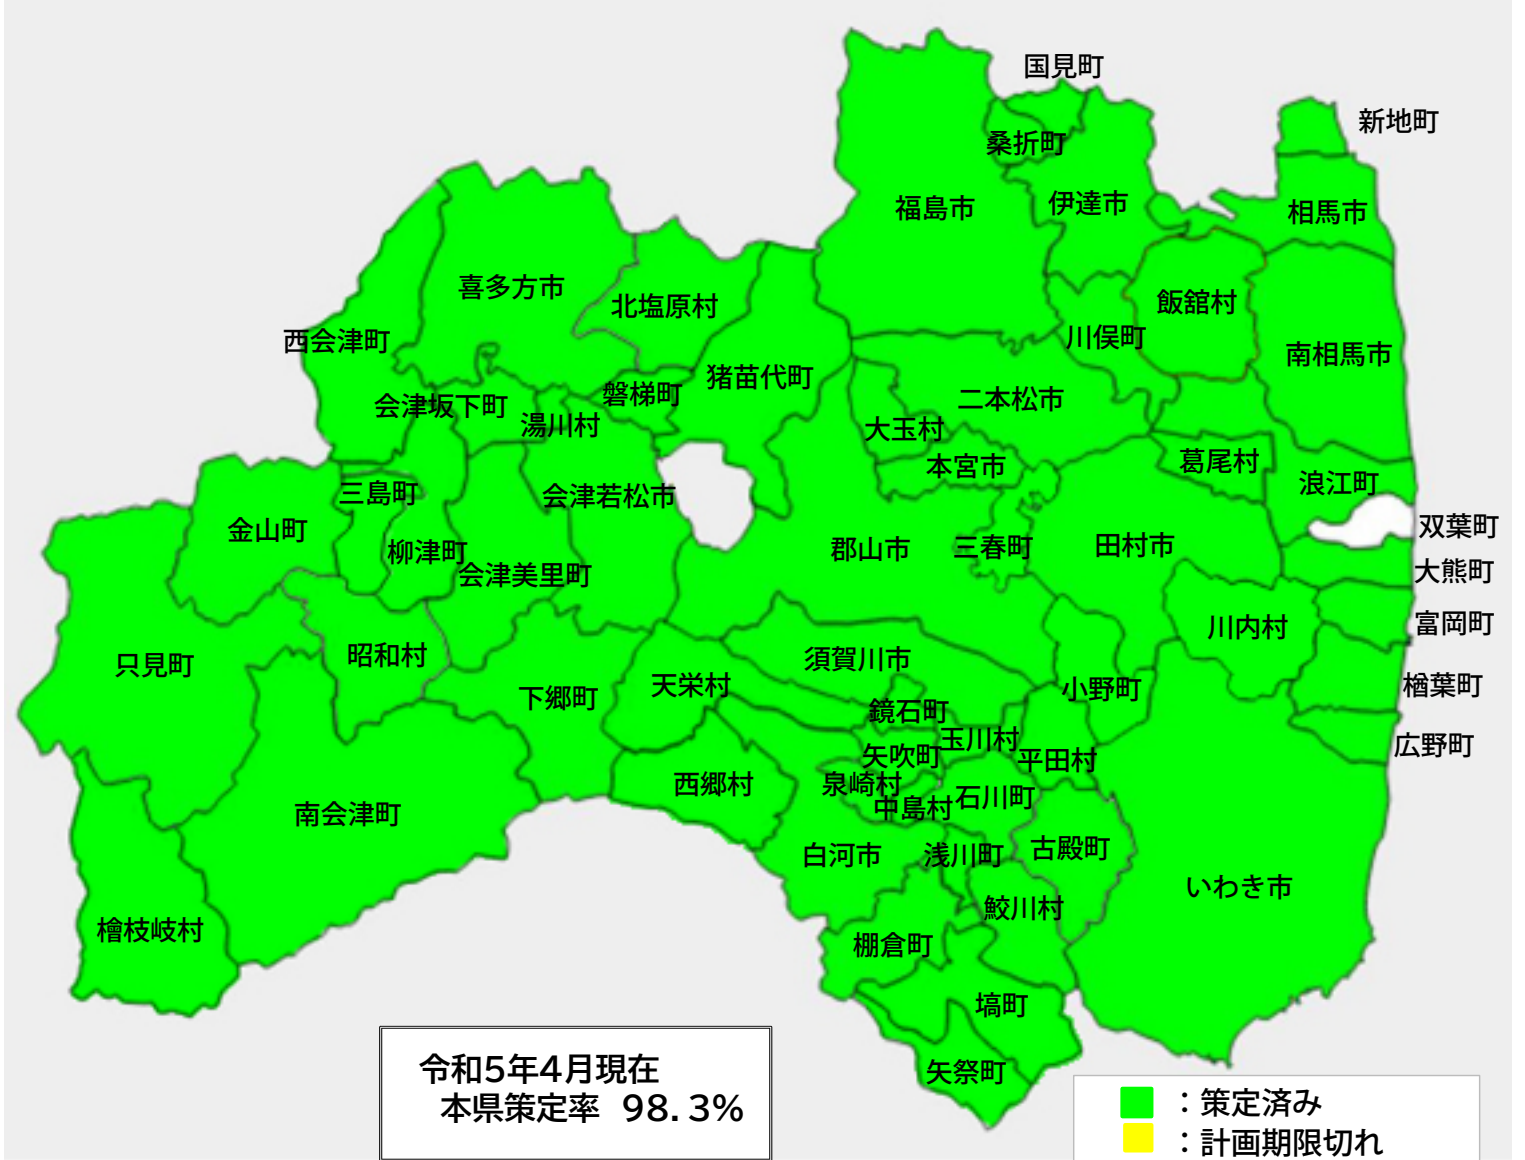 国見町
新地町
桑折町
福島市
伊達市
相馬市
喜多方市
北塩原村
飯舘村
西会津町
川俣町
南相馬市
猪苗代町
磐梯町
二本松市
会津坂下町
湯川村
大玉村
本宮市
葛尾村
浪江町
三島町
会津若松市
金山町
双葉町
柳津町
郡山市
三春町
田村市
会津美里町
大熊町
川内村
富岡町
只見町
昭和村
須賀川市
下郷町
天栄村
小野町
楢葉町
鏡石町
玉川村
広野町
矢吹町
平田村
西郷村
泉崎村
中島村
石川町
南会津町
白河市
浅川町
古殿町
いわき市
鮫川村
檜枝岐村
棚倉町
塙町
矢祭町
令和5年4月現在
本県策定率 98.3%
：策定済み
：計画期限切れ